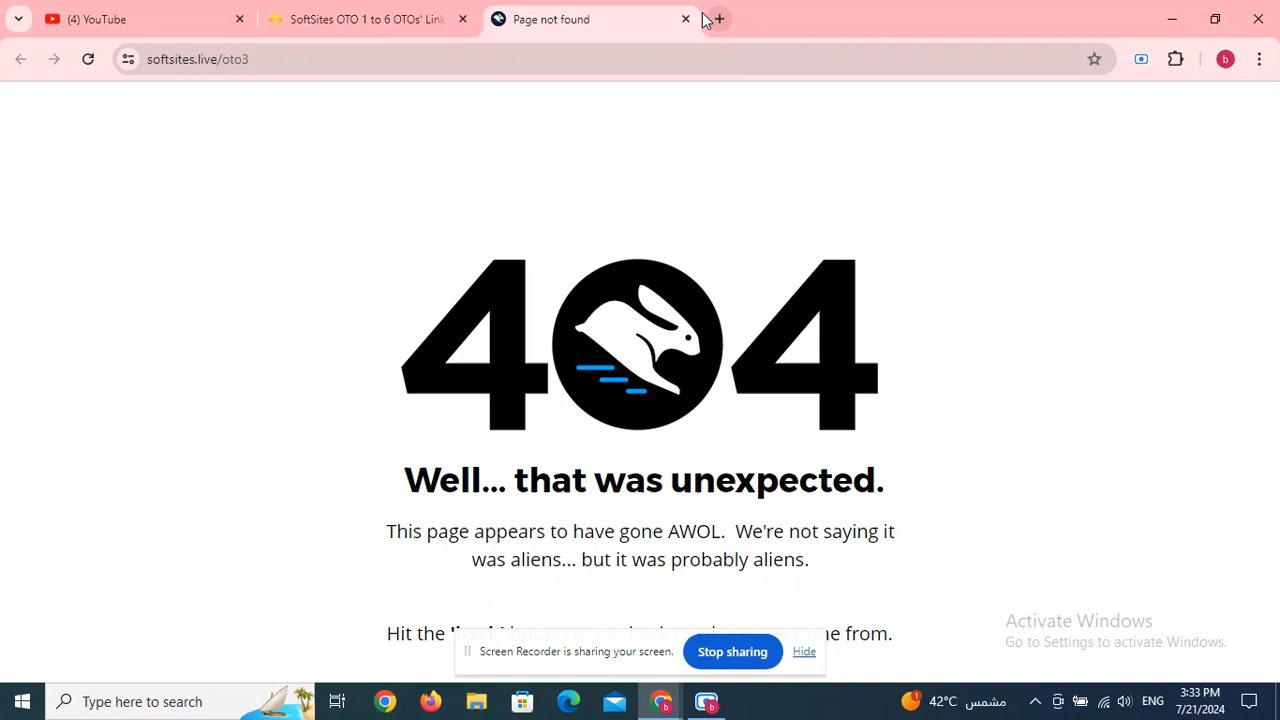 (4) YouTube
SoftSites OTO 1 to 6 OTOs' Link
Page not found
softsites.live/oto3
b
404
Well... that was unexpected.
This page appears to have gone AWOL. We're not saying it
was aliens... but it was probably aliens.
Hit the
came from.
Screen Recorder is sharing your screen.
Stop sharing
Hide
Activate Windows
Go to Settings to activate Windows.
Type here to search
1
42°C مشمس
ENG
3:33 PM
7/21/2024